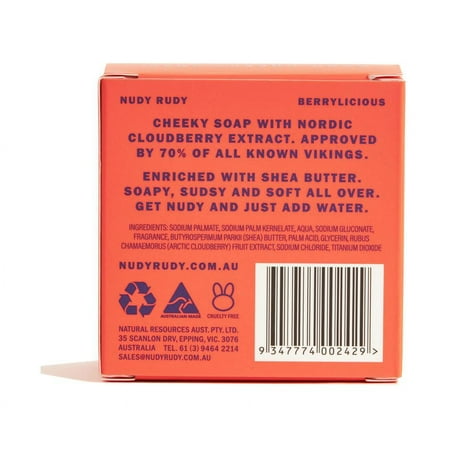 NUDY RUDY BERRYLICIOUS
CHEEKY SOAP WITH NORDIC
CLOUDBERRY EXTRACT. APPROVED
BY 70% OF ALL KNOWN VIKINGS.
ENRICHED WITH SHEA BUTTER.
SOAPY, SUDSY AND SOFT ALL OVER.
GET NUDY AND JUST ADD WATER.
INGREDIENTS: SODIUM PALMATE, SODIUM PALM KERNELATE, AQUA, SODIUM GLUCONATE,
FRAGRANCE, BUTYROSPERMUM PARKII (SHEA) BUTTER, PALM ACID, GLYCERIN, RUBUS
CHAMAEMORUS (ARCTIC CLOUDBERRY) FRUIT EXTRACT, SODIUM CHLORIDE, TITANIUM DIOXIDE
NUDYRUDY.COM.AU
AUSTRALIAN MADE
CRUELTY FREE
NATURAL RESOURCES AUST. PTY. LTD.
35 SCANLON DRV, EPPING, VIC. 3076
AUSTRALIA TEL. 61 (3) 9464 2214
SALES@NUDYRUDY.COM.AU
9 347774 002429 >